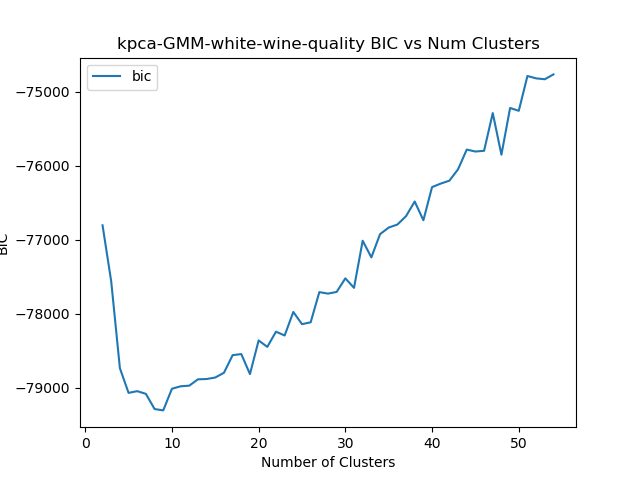 kpca-GMM-white-wine-quality BIC vs Num Clusters
bic
−75000
−76000
−77000
−78000
−79000
BIC
0 10 20 30 40 50
Number of Clusters